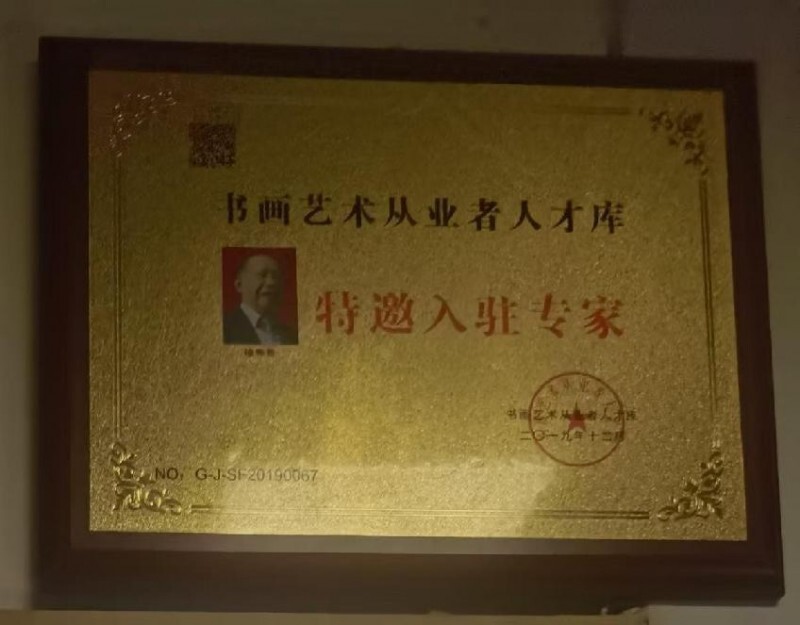 书画艺术从业者人才库
特邀入驻专家
书画艺术从业者人才库
二〇一九年十二月
NO：G-J-SI-20190067